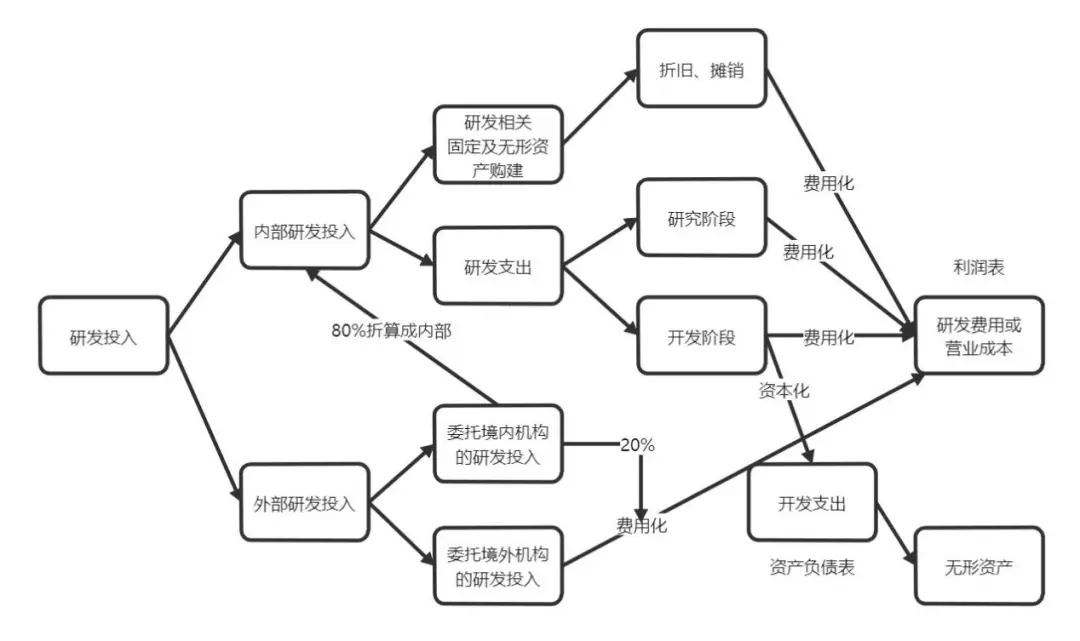 折旧、摊销
研发相关
固定及无形资
产购建
费用化
内部研发投入
研究阶段
研发支出
费用化
利润表
80%折算成内部
研发投入
开发阶段
费用化
研发费用或
营业成本
资本化
委托境内机构
的研发投入
20%
外部研发投入
开发支出
费用化
委托境外机构
的研发投入
资产负债表
无形资产